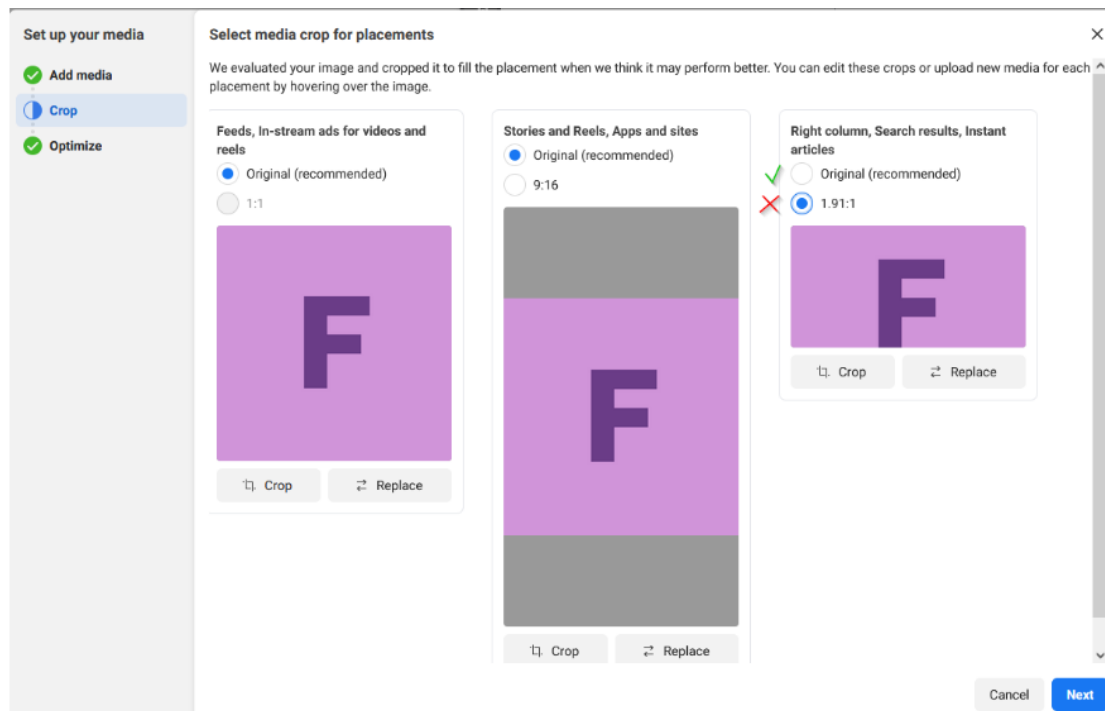 Set up your media
Add media
Crop
Optimize
Select media crop for placements
We evaluated your image and cropped it to fill the placement when we think it may perform better. You can edit these crops or upload new media for each
placement by hovering over the image.
Feeds, In-stream ads for videos and
reels
Original (recommended)
1:1
F
Crop
Replace
Stories and Reels, Apps and sites
Original (recommended)
9:16
F
Crop
Replace
Right column, Search results, Instant
articles
Original (recommended)
1.91:1
F
Crop
Replace
Cancel
Next